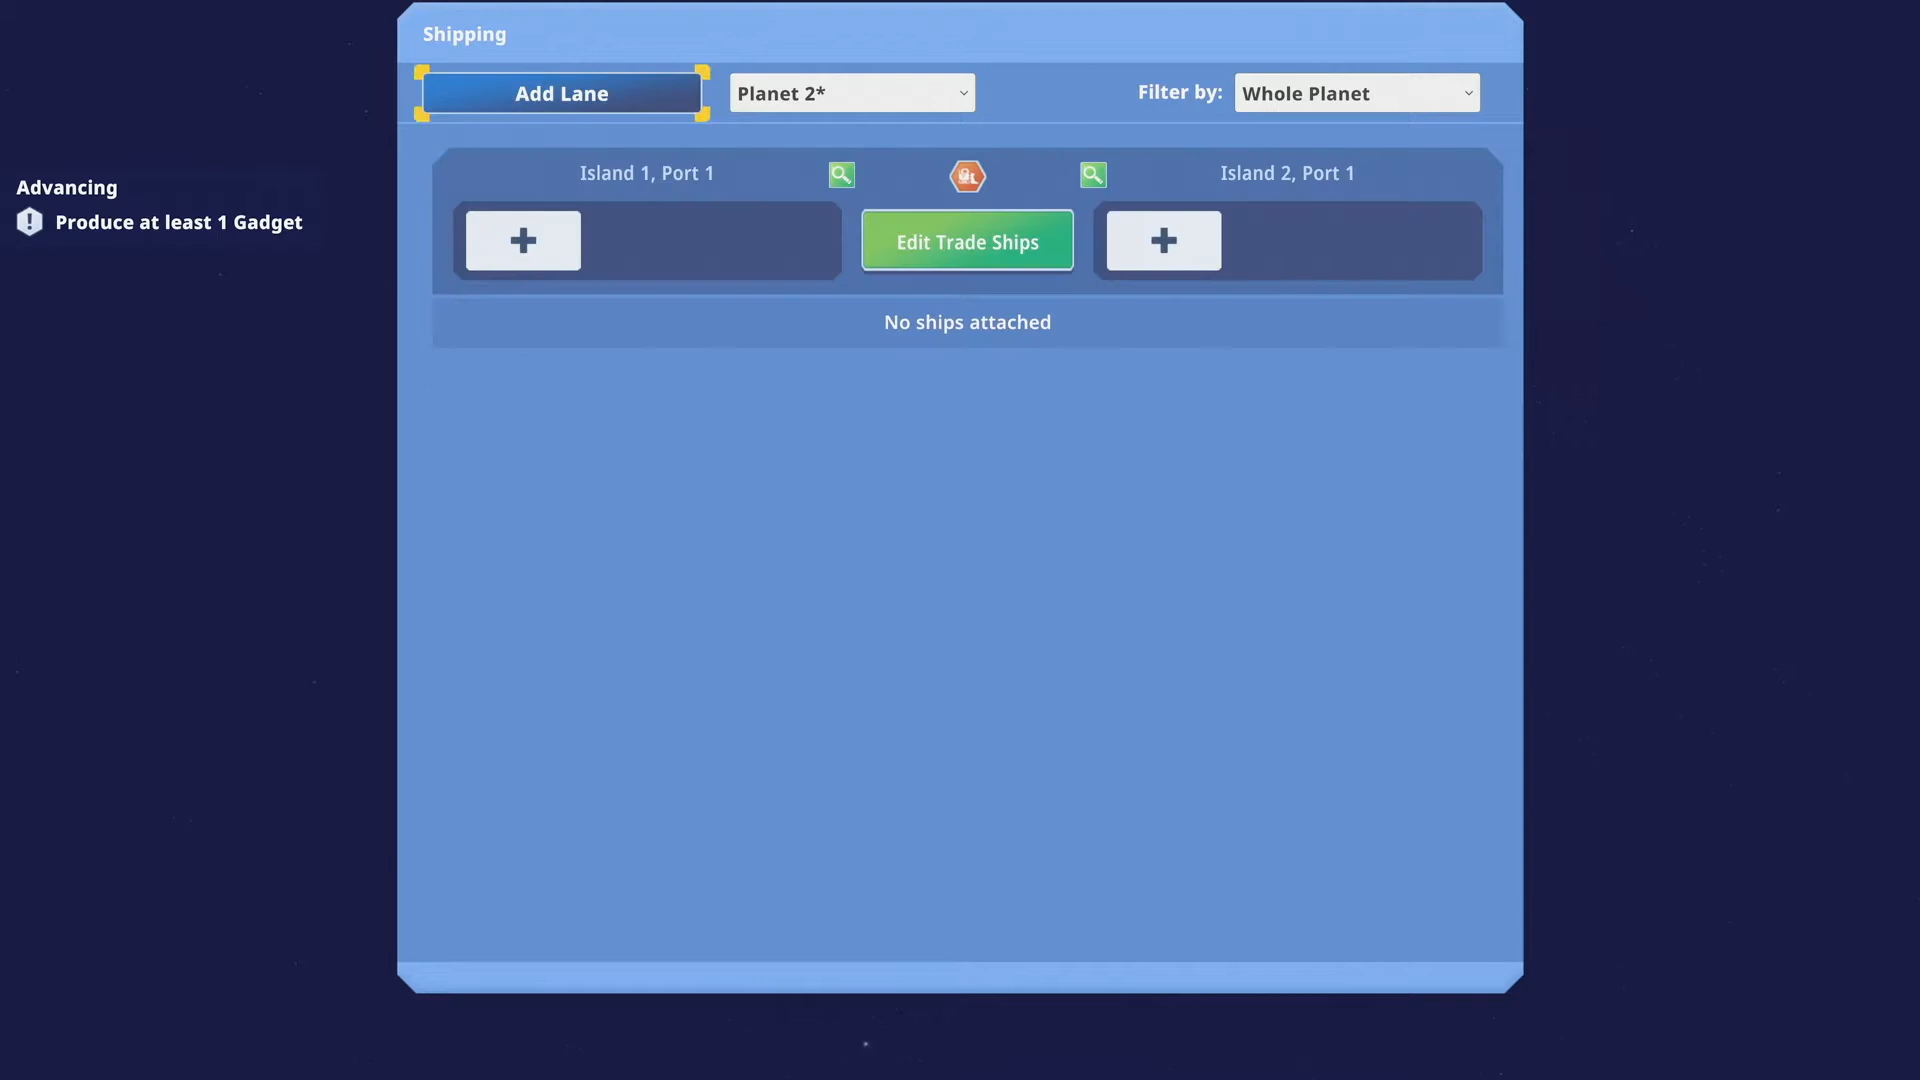 Shipping
Add Lane
Planet 2*
Filter by:
Whole Planet
Advancing
Produce at least 1 Gadget
Island 1, Port 1
Island 2, Port 1
Edit Trade Ships
No ships attached